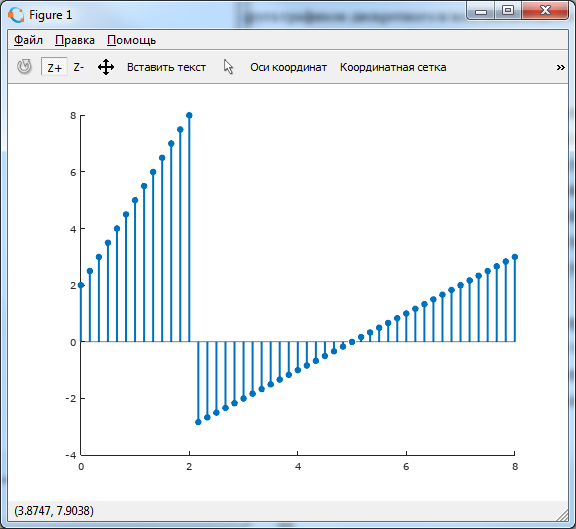 Figure 1
Файл Правка Помощь
Z+ Z- Вставить текст Оси координат Координатная сетка »
8
6
4
2
0
-2
-4
0 2 4 6 8
(3.8747, 7.9038)